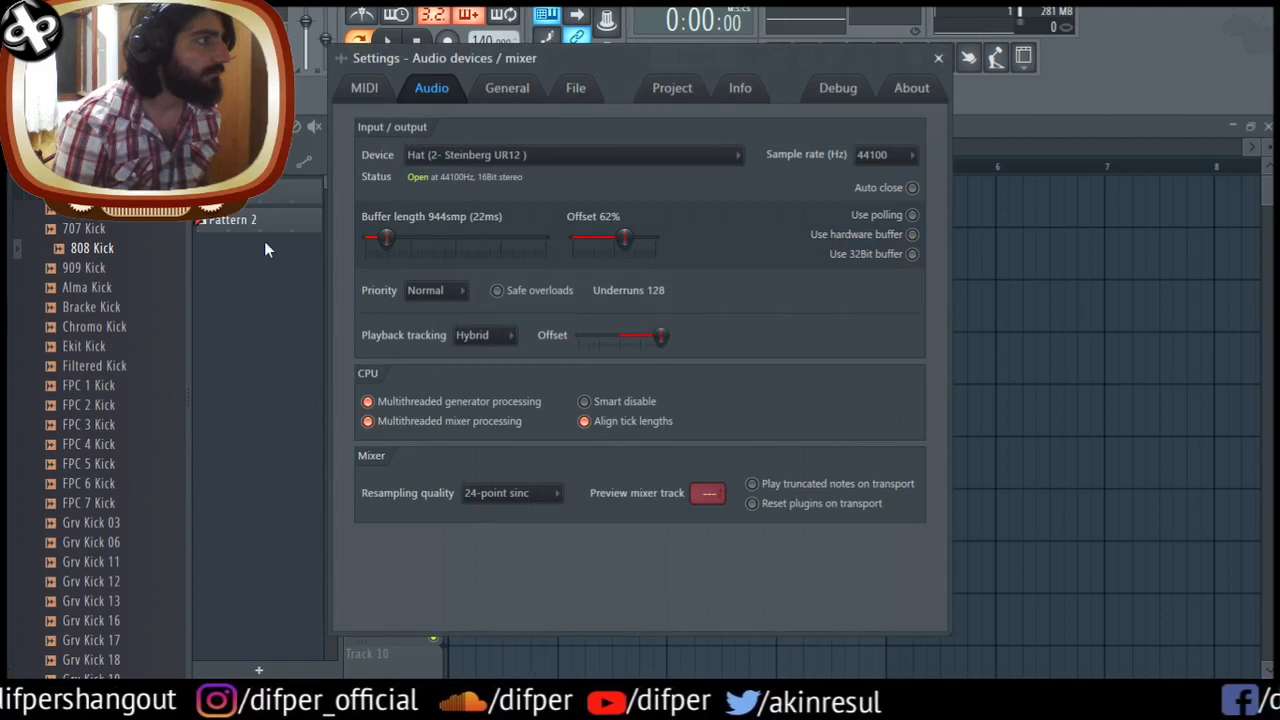 3.2.
0:00:00
M:S:CS
1
281 MB
0
140.000
Settings - Audio devices / mixer
MIDI
Audio
General
File
Project
Info
Debug
About
Input / output
Device
Hat (2- Steinberg UR12 )
Sample rate (Hz)
44100
Status
Open at 44100Hz, 16Bit stereo
Auto close
Buffer length 944smp (22ms)
Offset 62%
Use polling
Use hardware buffer
Use 32Bit buffer
Priority
Normal
Safe overloads
Underruns 128
Playback tracking
Hybrid
Offset
CPU
Multithreaded generator processing
Smart disable
Multithreaded mixer processing
Align tick lengths
Mixer
Resampling quality
24-point sinc
Preview mixer track
---
Play truncated notes on transport
Reset plugins on transport
Pattern 2
707 Kick
808 Kick
909 Kick
Alma Kick
Bracke Kick
Chromo Kick
Ekit Kick
Filtered Kick
FPC 1 Kick
FPC 2 Kick
FPC 3 Kick
FPC 4 Kick
FPC 5 Kick
FPC 6 Kick
FPC 7 Kick
Grv Kick 03
Grv Kick 06
Grv Kick 11
Grv Kick 12
Grv Kick 13
Grv Kick 16
Grv Kick 17
Grv Kick 18
+
6
7
8
Track 10
difpershangout
/difper_official
/difper
/difper
/akinresul